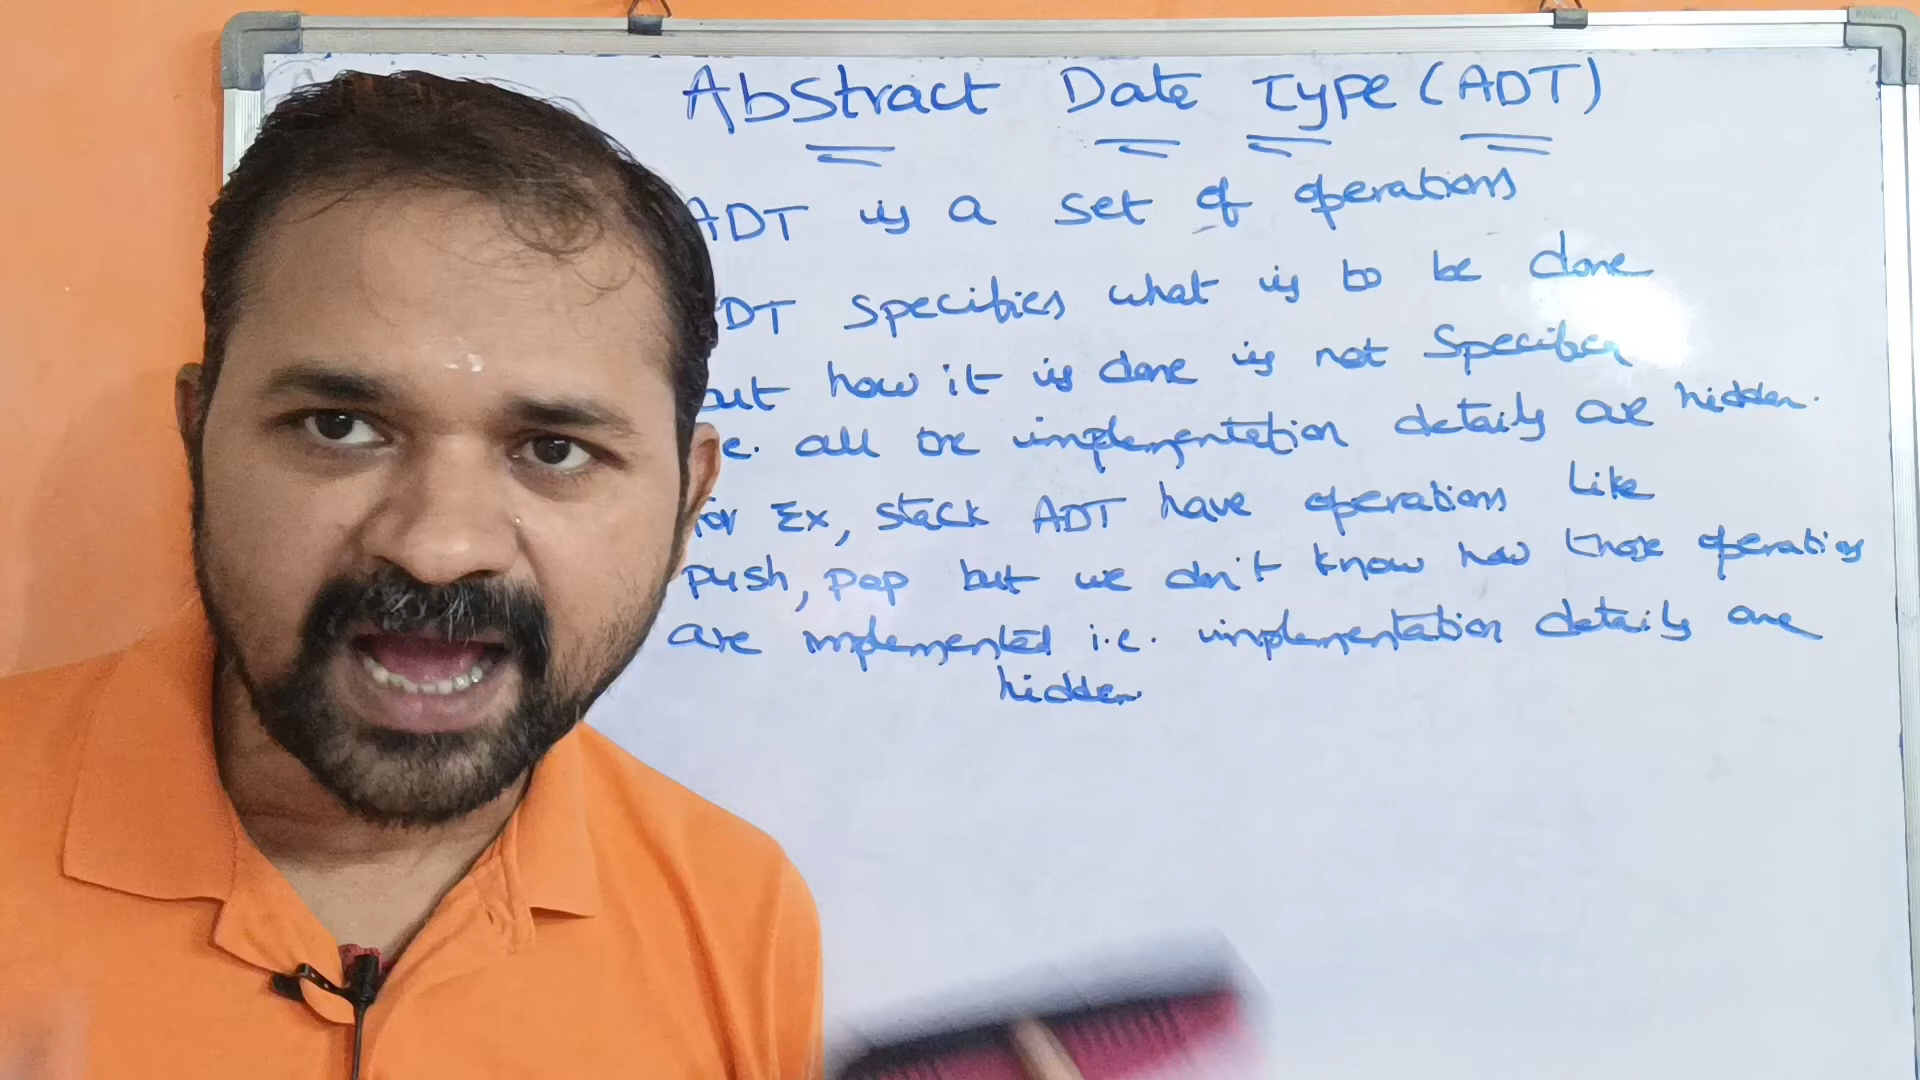 Abstract Date Type (ADT)
ADT is a set of operations
DT specifies what is to be done
but how it is done is not specified
e. all the implementation details are hidden.
for Ex, stack ADT have operations like
push, pop but we don't know how those operations
are implemented i.e. implementation details are
hidden